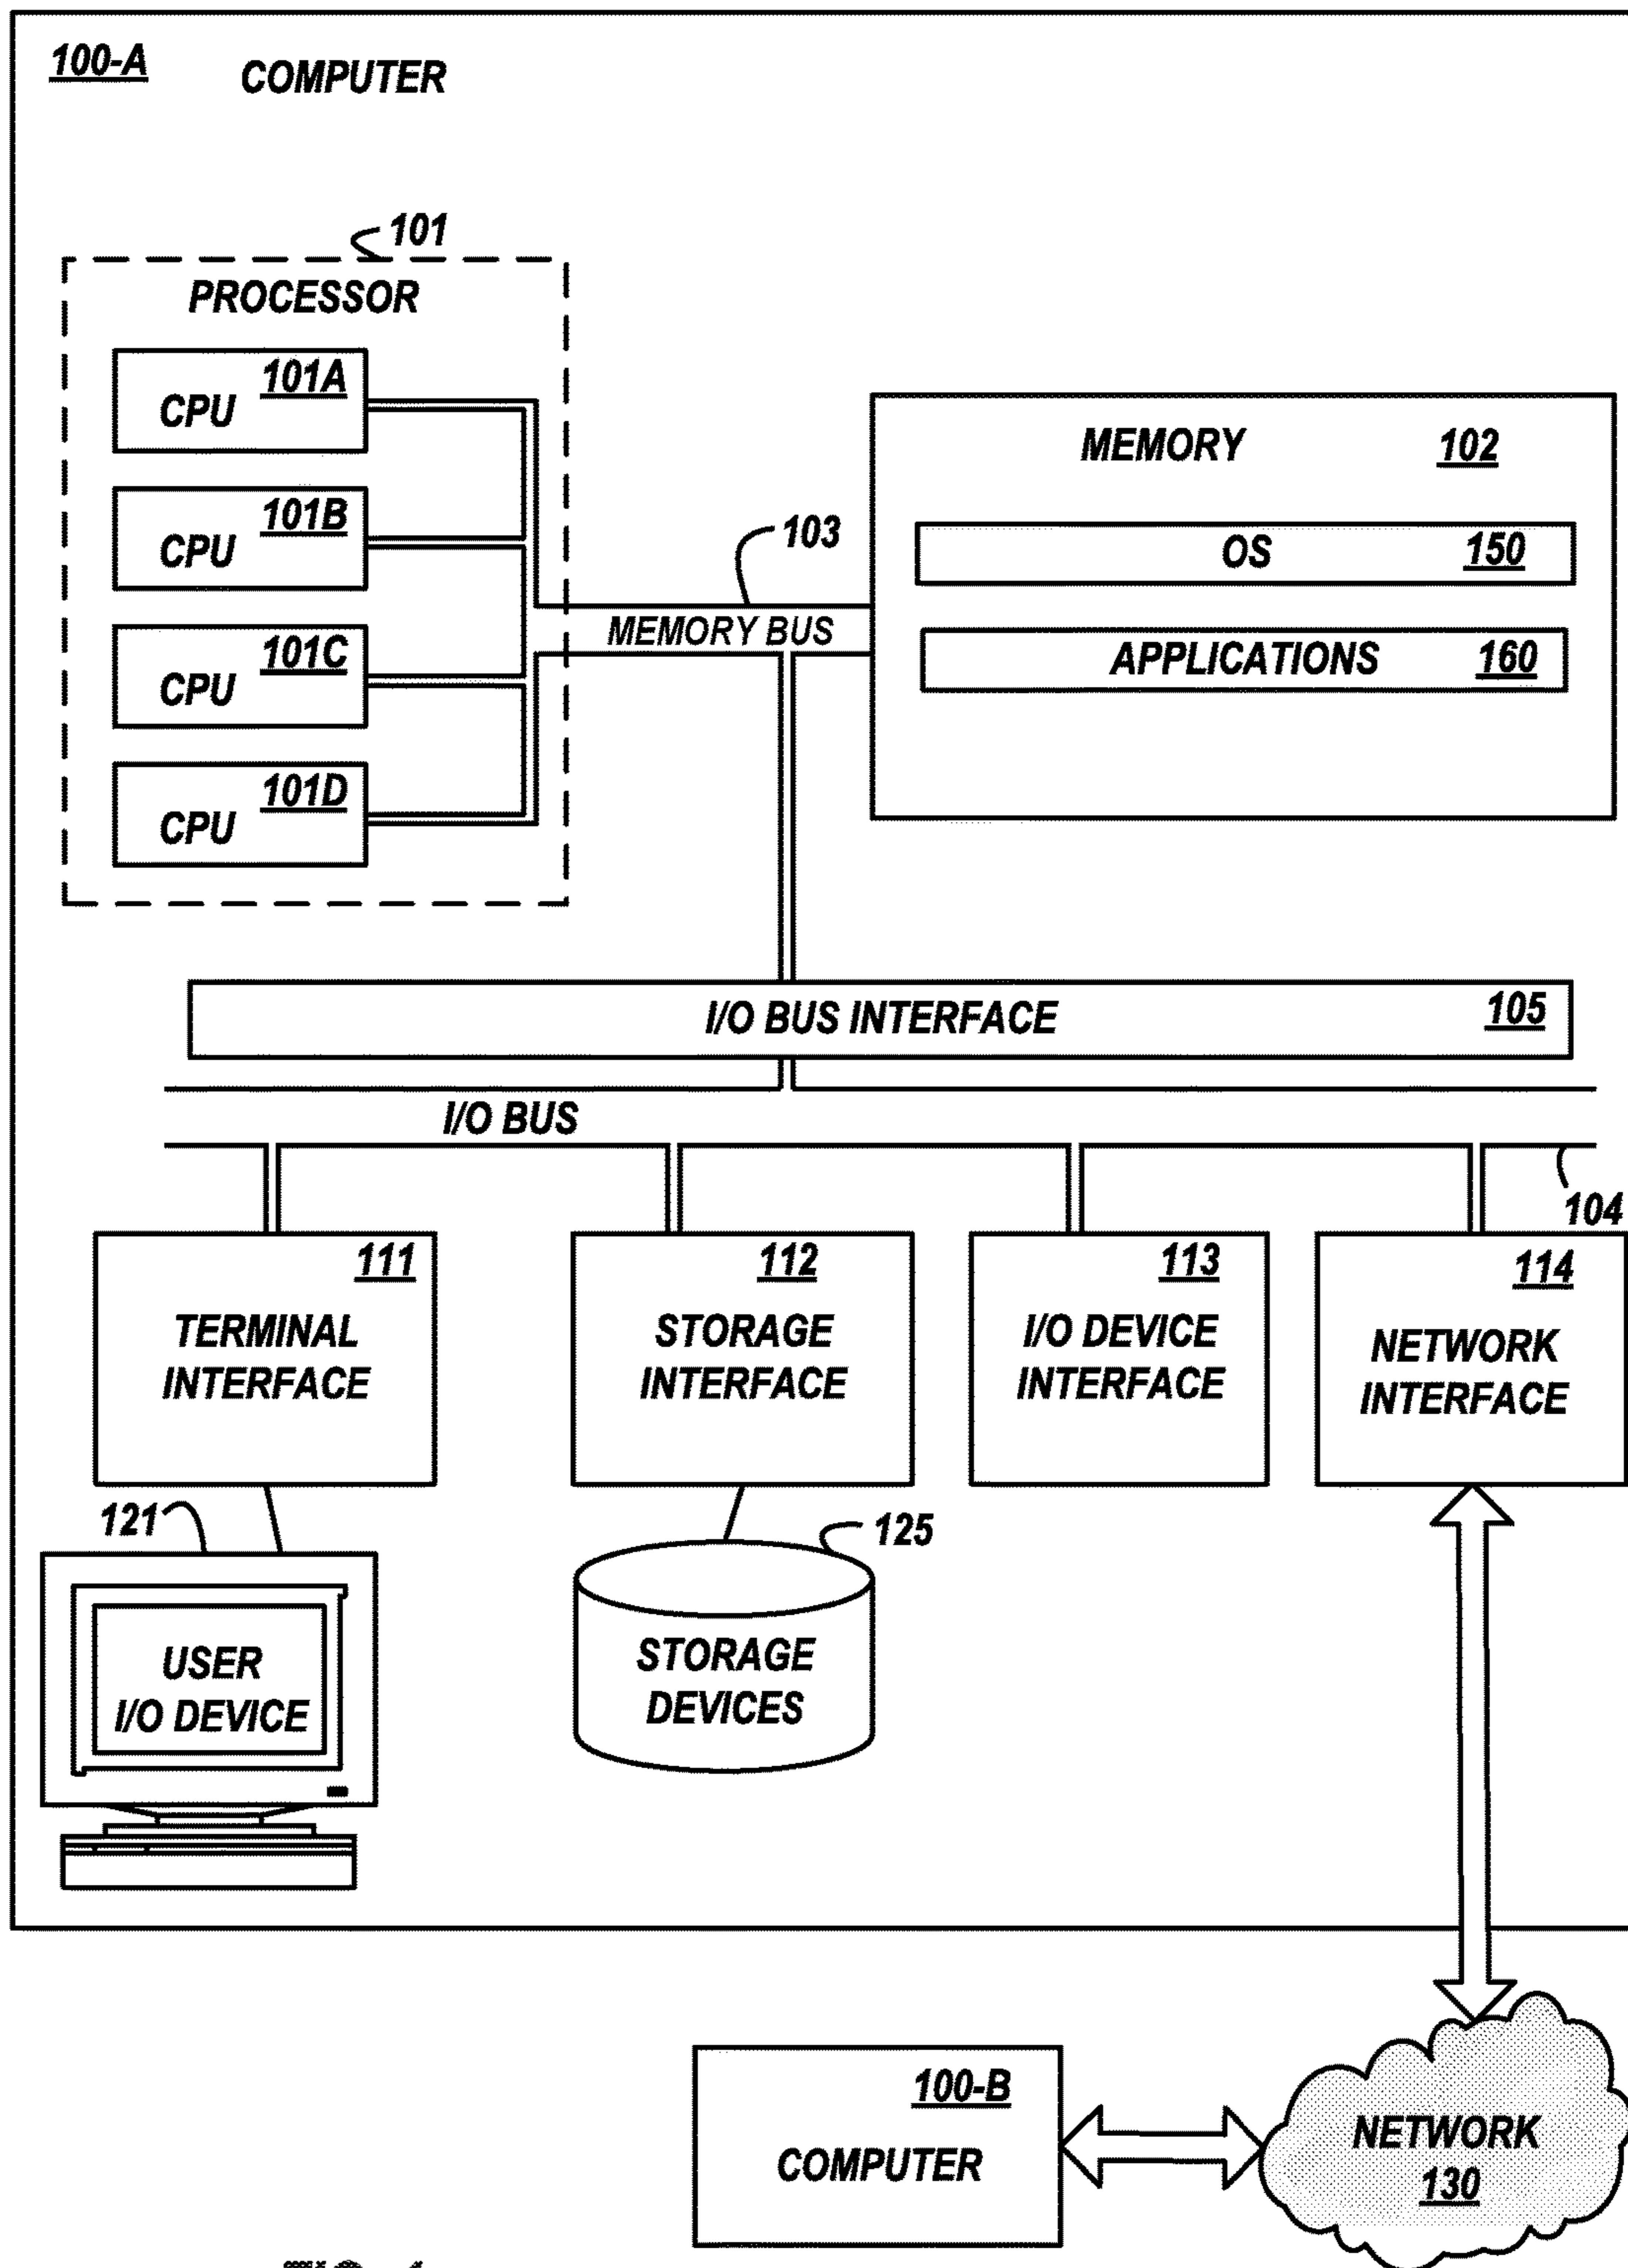 100-A COMPUTER
101
PROCESSOR
101A
CPU
101B
CPU
101C
CPU
101D
CPU
103
MEMORY BUS
MEMORY 102
OS 150
APPLICATIONS 160
I/O BUS INTERFACE 105
I/O BUS
104
111
TERMINAL
INTERFACE
112
STORAGE
INTERFACE
113
I/O DEVICE
INTERFACE
114
NETWORK
INTERFACE
121
USER
I/O DEVICE
125
STORAGE
DEVICES
100-B
COMPUTER
NETWORK
130